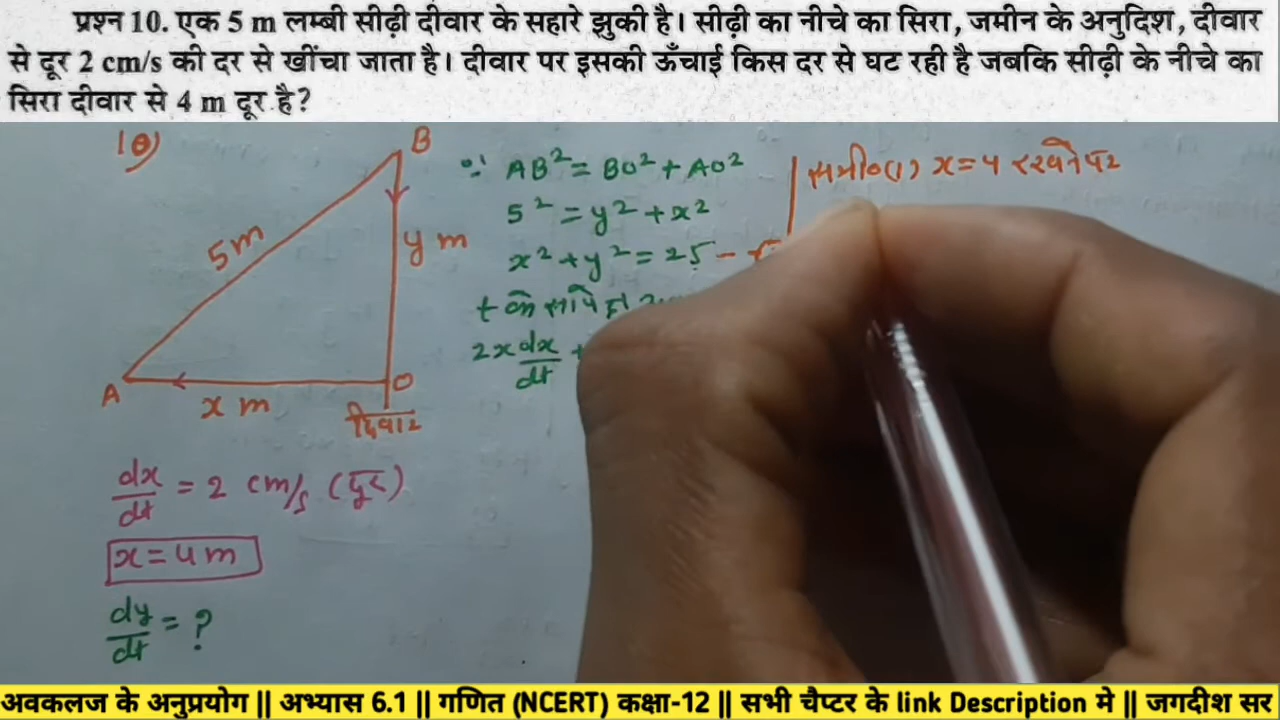 प्रश्न 10. एक 5 m लम्बी सीढ़ी दीवार के सहारे झुकी है। सीढ़ी का नीचे का सिरा, जमीन के अनुदिश, दीवार
से दूर 2 cm/s की दर से खींचा जाता है। दीवार पर इसकी ऊँचाई किस दर से घट रही है जबकि सीढ़ी के नीचे का
सिरा दीवार से 4 m दूर है?
10)
B
5m
y m
A
O
x m
दिवार
dx/dt = 2 cm/s (दूर)
x = 4 m
dy/dt = ?
∵ AB² = BO² + AO²
5² = y² + x²
x² + y² = 25 -
t के सापेक्ष
2x dx/dt +
समी०(1) x = 4 रखने पर
अवकलज के अनुप्रयोग || अभ्यास 6.1 || गणित (NCERT) कक्षा-12 || सभी चैप्टर के link Description मे || जगदीश सर